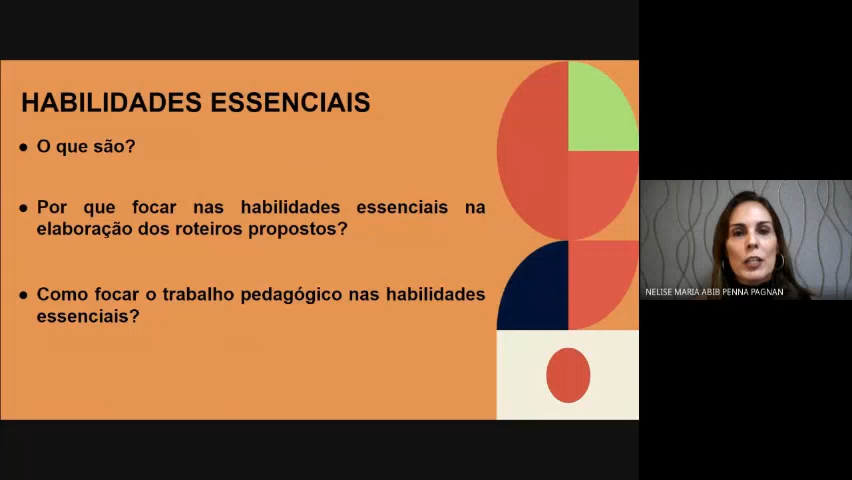 HABILIDADES ESSENCIAIS
● O que são?
● Por que focar nas habilidades essenciais na
elaboração dos roteiros propostos?
● Como focar o trabalho pedagógico nas habilidades
essenciais?
NELISE MARIA ABIB PENNA PAGNAN